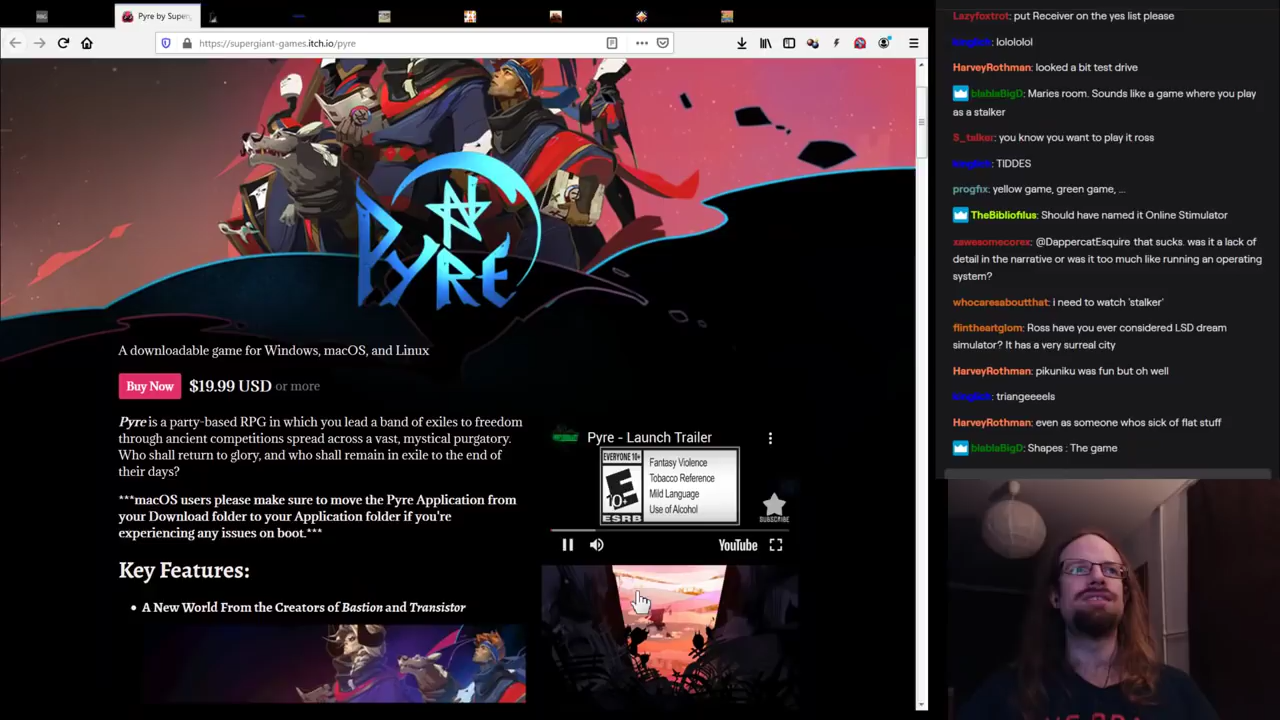 Pyre by Superg
https://supergiant-games.itch.io/pyre
PYRE
A downloadable game for Windows, macOS, and Linux
Buy Now $19.99 USD or more
Pyre is a party-based RPG in which you lead a band of exiles to freedom
through ancient competitions spread across a vast, mystical purgatory.
Who shall return to glory, and who shall remain in exile to the end of
their days?
***macOS users please make sure to move the Pyre Application from
your Download folder to your Application folder if you're
experiencing any issues on boot.***
Key Features:
• A New World From the Creators of Bastion and Transistor
Pyre - Launch Trailer
EVERYONE 10+
E
10+
ESRB
Fantasy Violence
Tobacco Reference
Mild Language
Use of Alcohol
SUBSCRIBE
YouTube
Lazyfoxtrot: put Receiver on the yes list please
: lolololol
HarveyRothman: looked a bit test drive
blahlaBigD: Maries room. Sounds like a game where you play
as a stalker
S_talker: you know you want to play it ross
: TIDDES
progfix: yellow game, green game, ...
TheBibliofilus: Should have named it Online Stimulator
xawesomecorex: @DappercatEsquire that sucks. was it a lack of
detail in the narrative or was it too much like running an operating
system?
whocaresaboutthat: i need to watch 'stalker'
flintheartglom: Ross have you ever considered LSD dream
simulator? It has a very surreal city
HarveyRothman: pikuniku was fun but oh well
: triangeeeels
HarveyRothman: even as someone whos sick of flat stuff
blahlaBigD: Shapes : The game